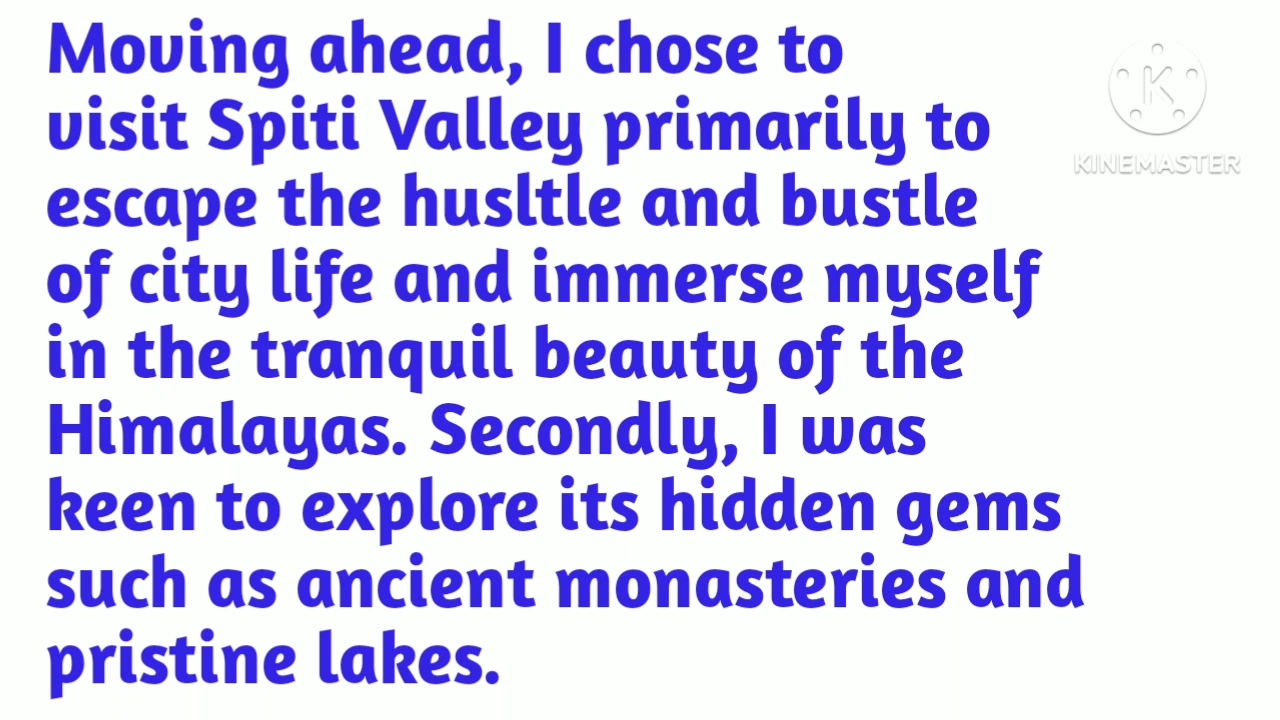 Moving ahead, I chose to
visit Spiti Valley primarily to
escape the husltle and bustle
of city life and immerse myself
in the tranquil beauty of the
Himalayas. Secondly, I was
keen to explore its hidden gems
such as ancient monasteries and
pristine lakes.
K
KINEMASTER